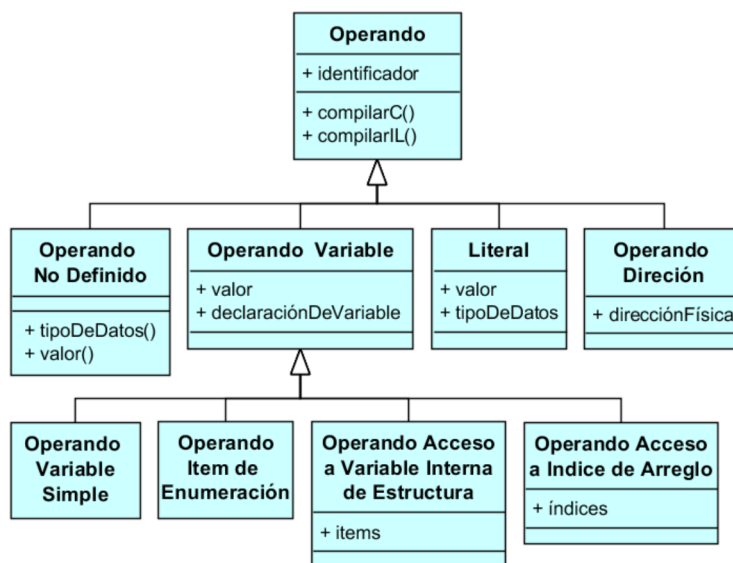 Operando
+ identificador
+ compilarC()
+ compilarIL()
Operando
No Definido
+ tipoDeDatos()
+ valor()
Operando Variable
+ valor
+ declaraciónDeVariable
Literal
+ valor
+ tipoDeDatos
Operando
Direción
+ direcciónFísica
Operando
Variable
Simple
Operando
Item de
Enumeración
Operando Acceso
a Variable Interna
de Estructura
+ items
Operando Acceso
a Indice de Arreglo
+ índices